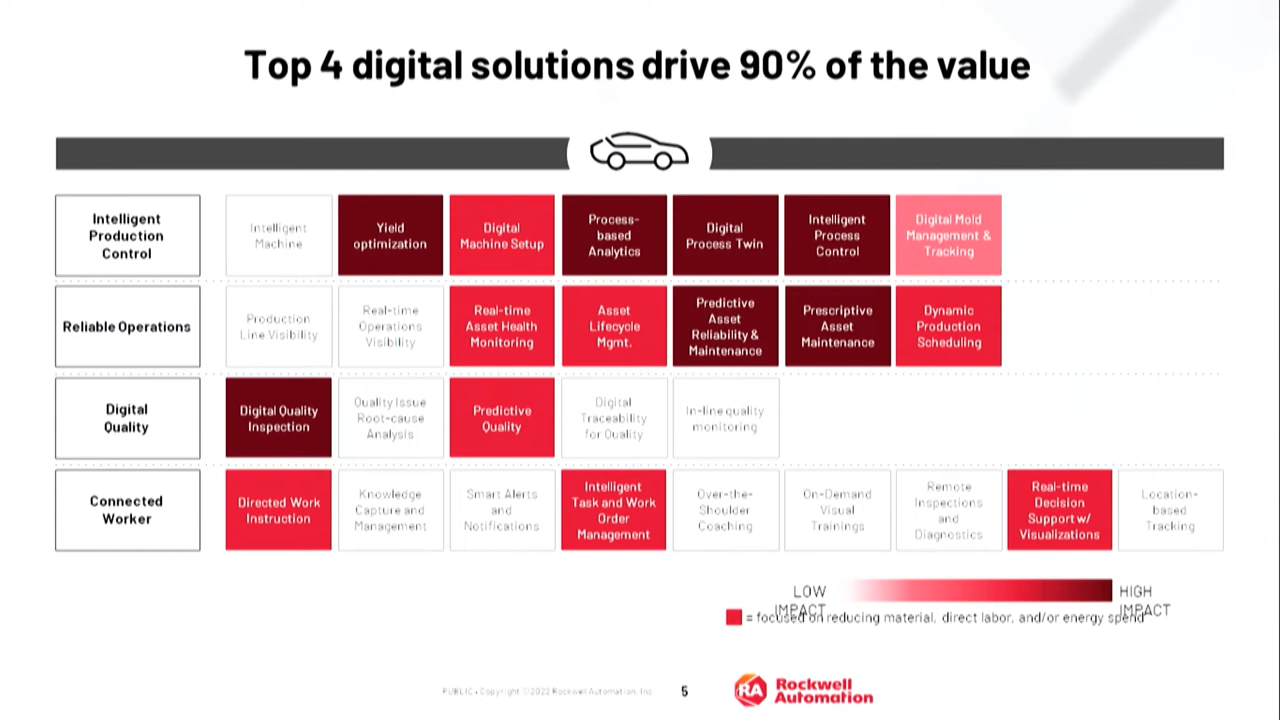 Top 4 digital solutions drive 90% of the value
Intelligent
Production
Control
Intelligent
Machine
Yield
optimization
Digital
Machine Setup
Process-
based
Analytics
Digital
Process Twin
Intelligent
Process
Control
Digital Mold
Management &
Tracking
Reliable Operations
Production
Line Visibility
Real-time
Operations
Visibility
Real-time
Asset Health
Monitoring
Asset
Lifecycle
Mgmt.
Predictive
Asset
Reliability &
Maintenance
Prescriptive
Asset
Maintenance
Dynamic
Production
Scheduling
Digital
Quality
Digital Quality
Inspection
Quality Issue
Root-cause
Analysis
Predictive
Quality
Digital
Traceability
for Quality
In-line quality
monitoring
Connected
Worker
Directed Work
Instruction
Knowledge
Capture and
Management
Smart Alerts
and
Notifications
Intelligent
Task and Work
Order
Management
Over-the-
Shoulder
Coaching
On-Demand
Visual
Trainings
Remote
Inspections
and
Diagnostics
Real-time
Decision
Support w/
Visualizations
Location-
based
Tracking
LOW
IMPACT
HIGH
IMPACT
= focused on reducing material, direct labor, and/or energy spend
PUBLIC • Copyright ©2022 Rockwell Automation, Inc.
5
RA
Rockwell
Automation